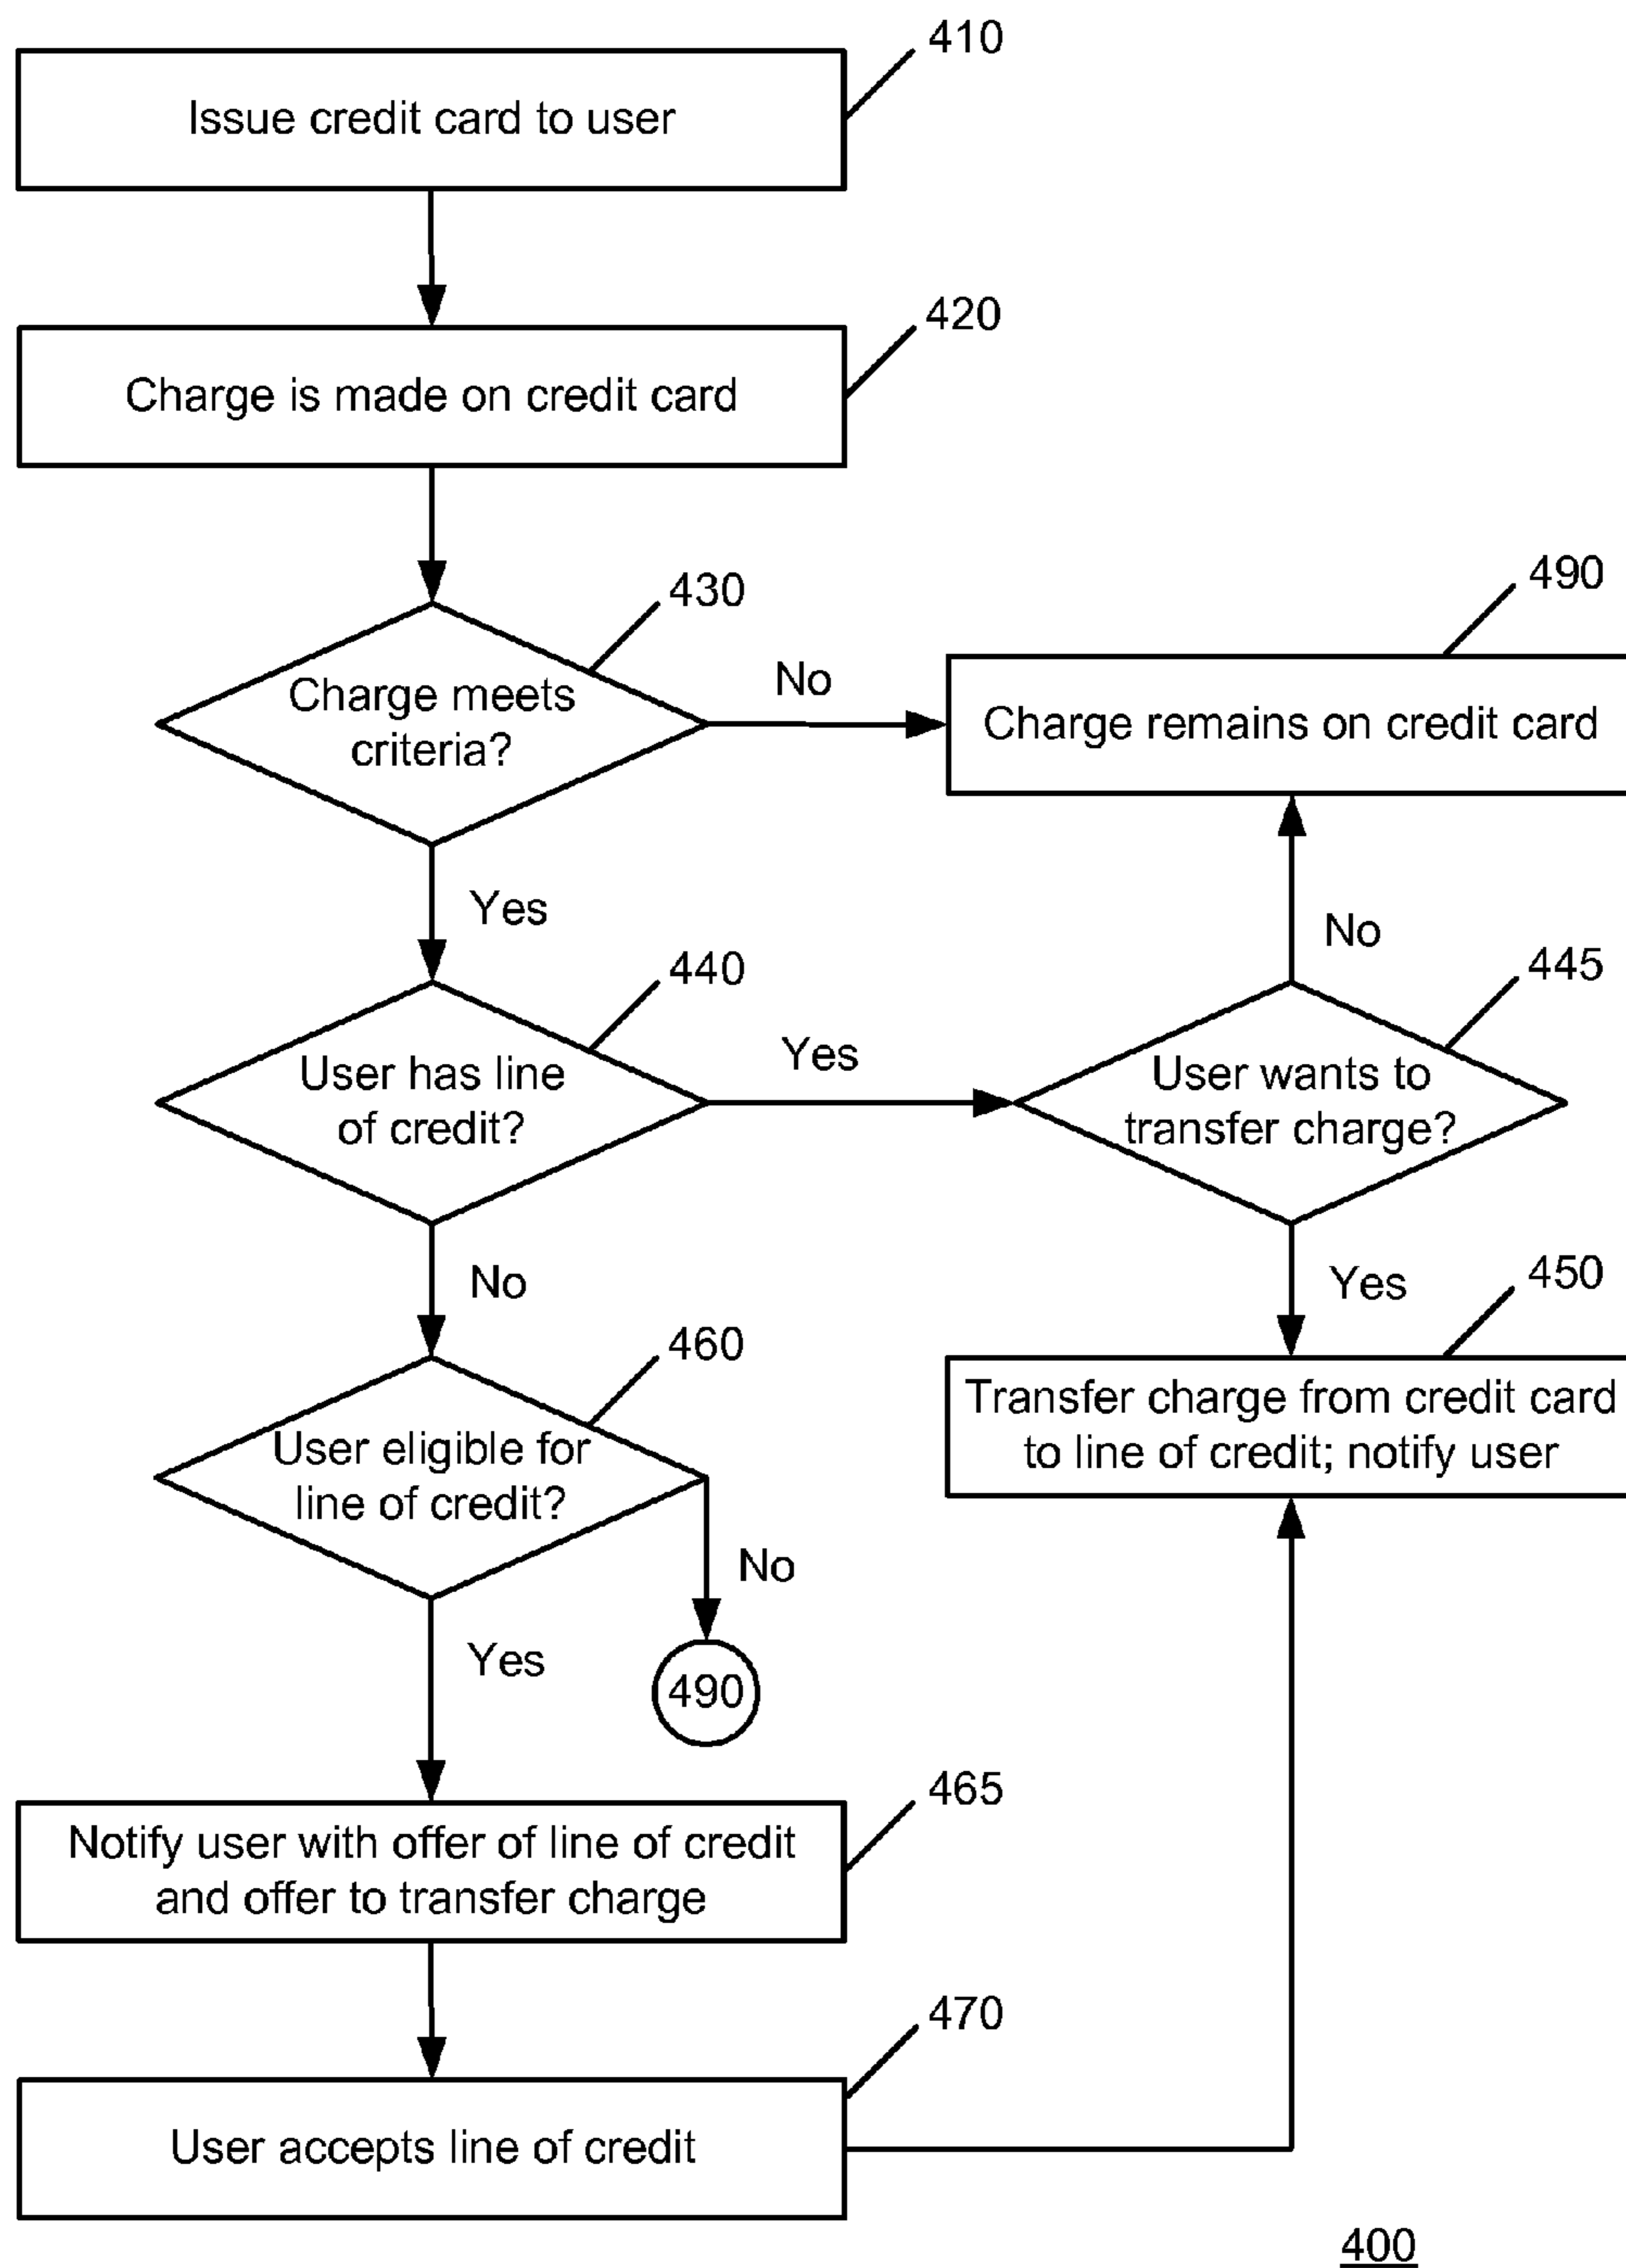 410
Issue credit card to user
420
Charge is made on credit card
430
Charge meets
criteria?
No
490
Charge remains on credit card
Yes
No
440
User has line
of credit?
Yes
445
User wants to
transfer charge?
No
Yes
460
User eligible for
line of credit?
450
Transfer charge from credit card
to line of credit; notify user
No
490
Yes
465
Notify user with offer of line of credit
and offer to transfer charge
470
User accepts line of credit
400